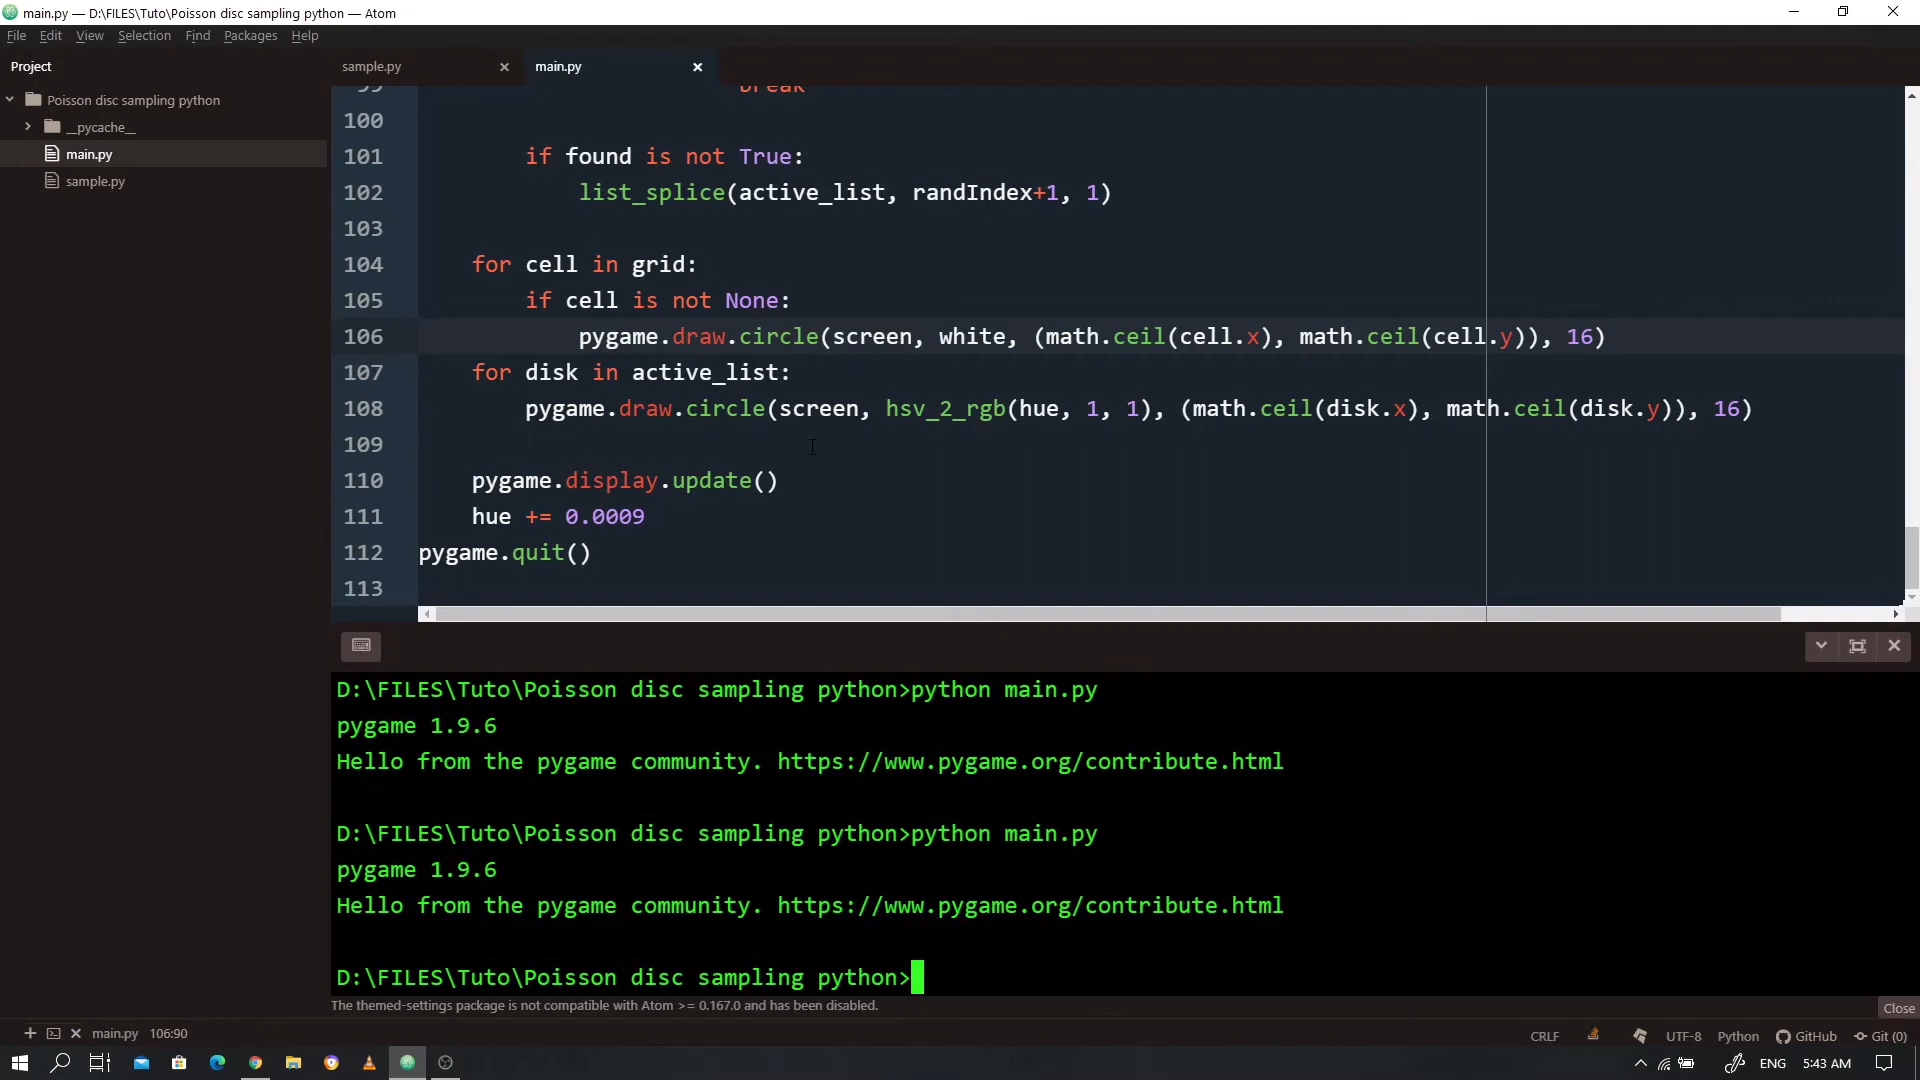 main.py — D:\FILES\Tuto\Poisson disc sampling python — Atom
File Edit View Selection Find Packages Help
Project
sample.py
main.py
Poisson disc sampling python
__pycache__
main.py
sample.py
99 break
100
101 if found is not True:
102 list_splice(active_list, randIndex+1, 1)
103
104 for cell in grid:
105 if cell is not None:
106 pygame.draw.circle(screen, white, (math.ceil(cell.x), math.ceil(cell.y)), 16)
107 for disk in active_list:
108 pygame.draw.circle(screen, hsv_2_rgb(hue, 1, 1), (math.ceil(disk.x), math.ceil(disk.y)), 16)
109
110 pygame.display.update()
111 hue += 0.0009
112 pygame.quit()
113
D:\FILES\Tuto\Poisson disc sampling python>python main.py
pygame 1.9.6
Hello from the pygame community. https://www.pygame.org/contribute.html
D:\FILES\Tuto\Poisson disc sampling python>python main.py
pygame 1.9.6
Hello from the pygame community. https://www.pygame.org/contribute.html
D:\FILES\Tuto\Poisson disc sampling python>
The themed-settings package is not compatible with Atom >= 0.167.0 and has been disabled.
Close
main.py 106:90
CRLF UTF-8 Python GitHub Git (0)
ENG 5:43 AM